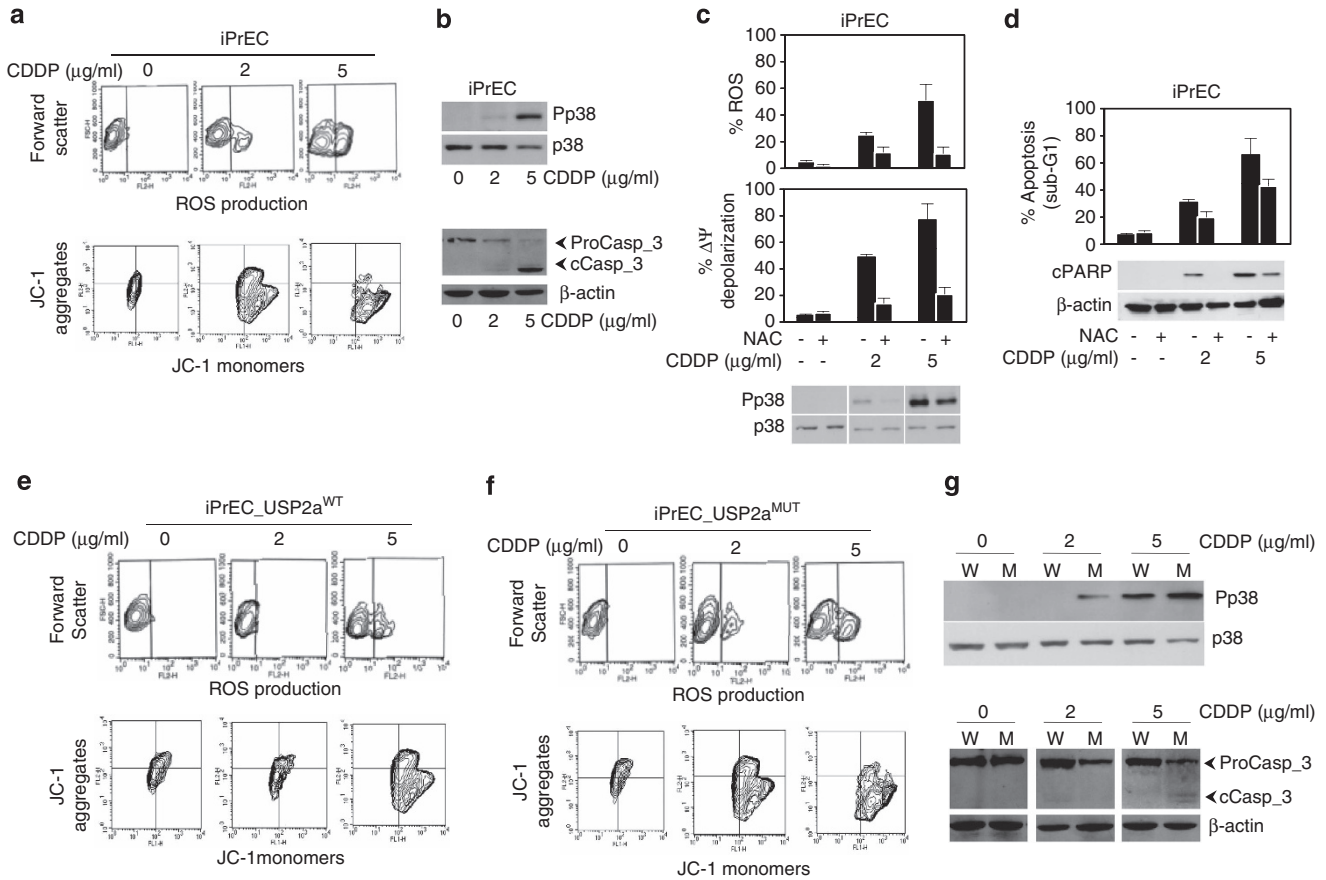 a
iPrEC
CDDP (μg/ml) 0 2 5
Forward
scatter
ROS production
JC-1
aggregates
JC-1 monomers
b
iPrEC
Pp38
p38
0 2 5 CDDP (μg/ml)
ProCasp_3
cCasp_3
β-actin
0 2 5 CDDP (μg/ml)
c
iPrEC
% ROS
100
80
60
40
20
0
% ΔΨ
depolarization
100
80
60
40
20
0
NAC - + - + - +
CDDP (μg/ml) - - 2 5
Pp38
p38
d
iPrEC
% Apoptosis
(sub-G1)
100
80
60
40
20
0
cPARP
β-actin
NAC - + - + - +
CDDP (μg/ml) - - 2 5
e
iPrEC_USP2aWT
CDDP (μg/ml) 0 2 5
Forward
Scatter
ROS production
JC-1
aggregates
JC-1monomers
f
iPrEC_USP2aMUT
CDDP (μg/ml) 0 2 5
Forward
Scatter
ROS production
JC-1
aggregates
JC-1 monomers
g
0 2 5 CDDP (μg/ml)
W M W M W M
Pp38
p38
0 2 5 CDDP (μg/ml)
W M W M W M
ProCasp_3
cCasp_3
β-actin